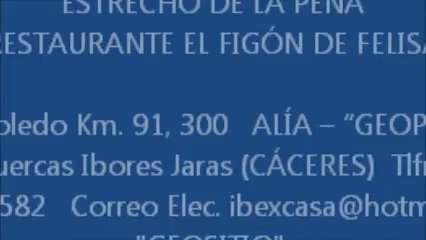 ESTRECHO DE LA PEÑA
RESTAURANTE EL FIGÓN DE FELISA
oledo Km. 91, 300 ALÍA – "GEOP
uercas Ibores Jaras (CÁCERES) Tlf
582 Correo Elec. ibexcasa@hotm
"GEOSITIO"